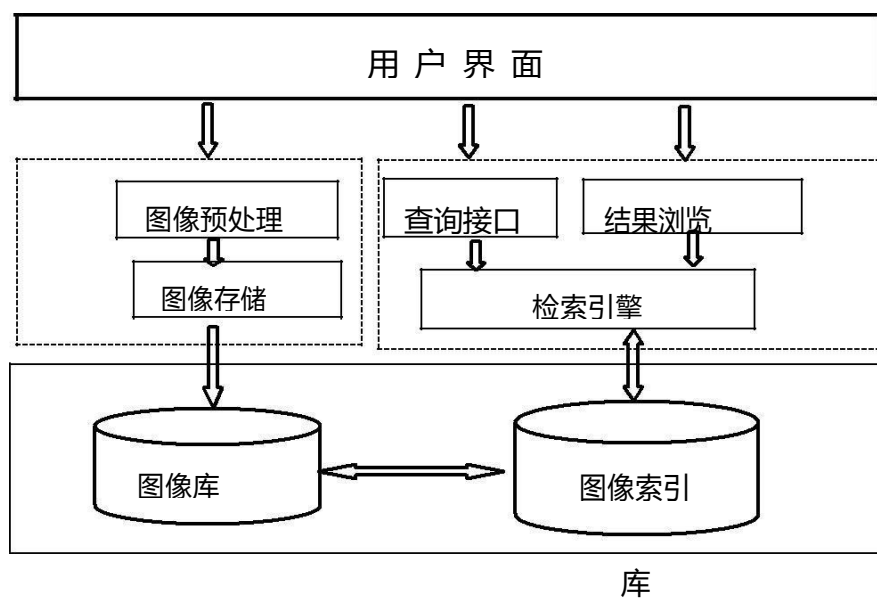 用户界面
图像预处理
图像存储
查询接口
结果浏览
检索引擎
图像库
图像索引
库